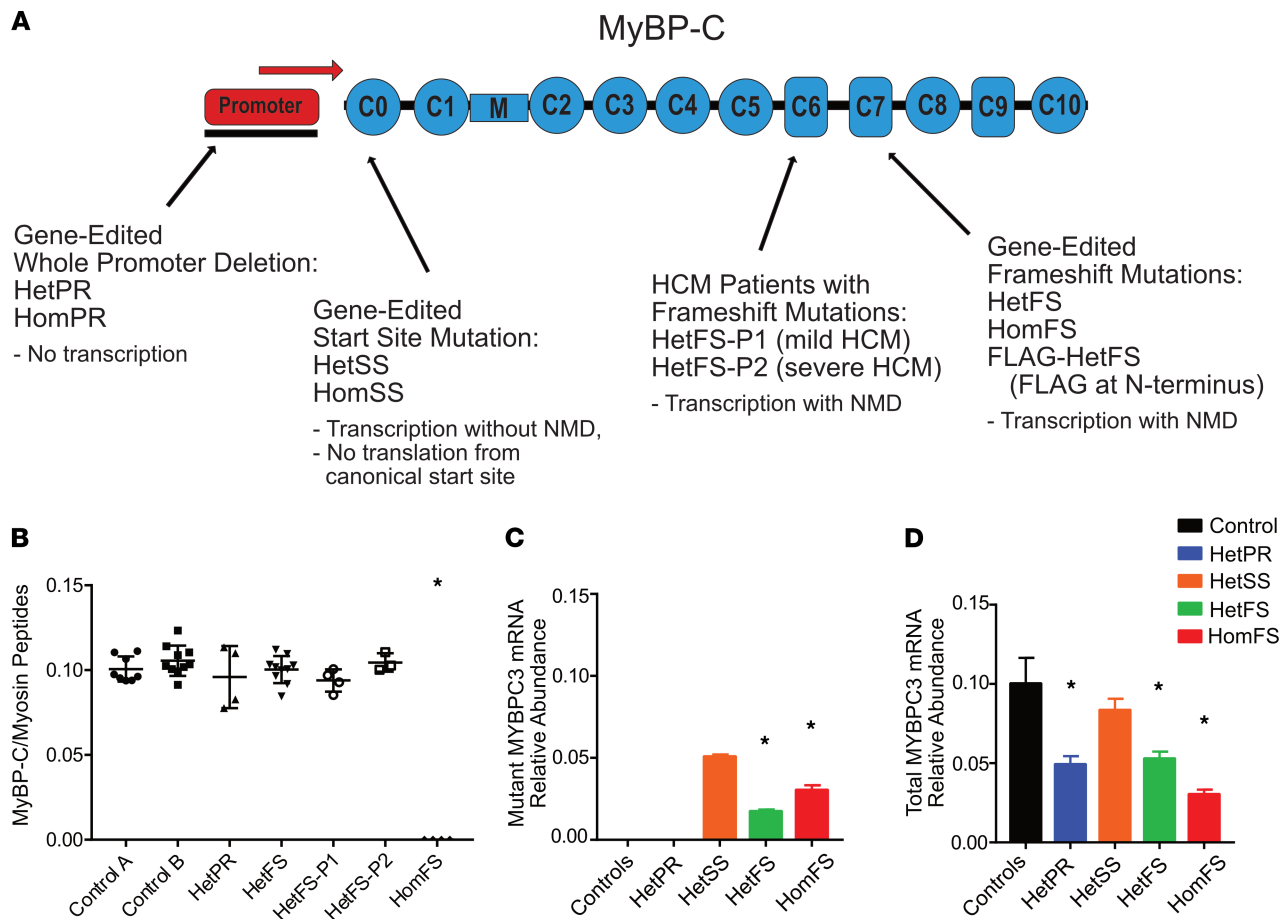 A
MyBP-C
Promoter
C0
C1
M
C2
C3
C4
C5
C6
C7
C8
C9
C10
Gene-Edited
Whole Promoter Deletion:
HetPR
HomPR
- No transcription
Gene-Edited
Start Site Mutation:
HetSS
HomSS
- Transcription without NMD,
- No translation from
canonical start site
HCM Patients with
Frameshift Mutations:
HetFS-P1 (mild HCM)
HetFS-P2 (severe HCM)
- Transcription with NMD
Gene-Edited
Frameshift Mutations:
HetFS
HomFS
FLAG-HetFS
(FLAG at N-terminus)
- Transcription with NMD
B
MyBP-C/Myosin Peptides
0.15
0.10
0.05
0.00
*
Control A
Control B
HetPR
HetFS
HetFS-P1
HetFS-P2
HomFS
C
Mutant MYBPC3 mRNA
Relative Abundance
0.15
0.10
0.05
0.00
*
*
Controls
HetPR
HetSS
HetFS
HomFS
D
Total MYBPC3 mRNA
Relative Abundance
0.15
0.10
0.05
0.00
*
*
*
Controls
HetPR
HetSS
HetFS
HomFS
Control
HetPR
HetSS
HetFS
HomFS